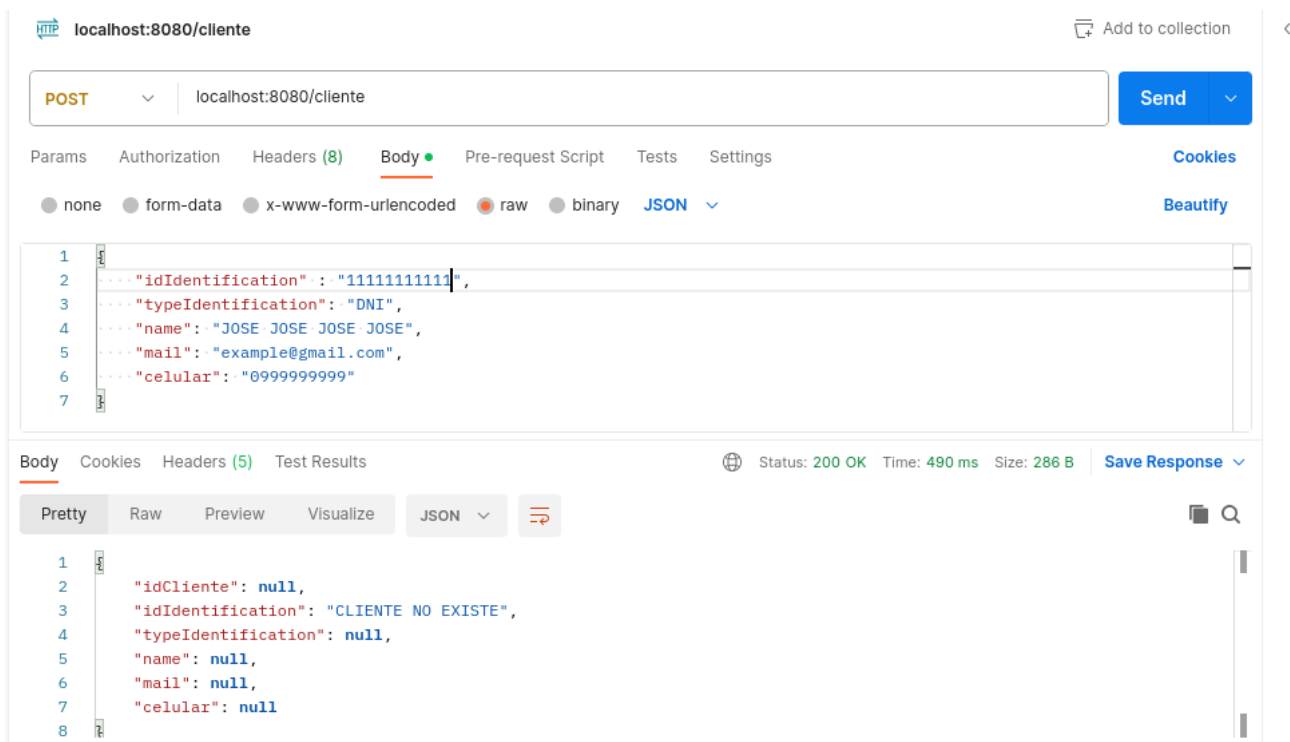 HTTP localhost:8080/cliente Add to collection
POST localhost:8080/cliente Send
Params Authorization Headers (8) Body Pre-request Script Tests Settings Cookies
none form-data x-www-form-urlencoded raw binary JSON Beautify
1 {
2 "idIdentification" : "11111111111",
3 "typeIdentification": "DNI",
4 "name": "JOSE JOSE JOSE JOSE",
5 "mail": "example@gmail.com",
6 "celular": "0999999999"
7 }
Body Cookies Headers (5) Test Results Status: 200 OK Time: 490 ms Size: 286 B Save Response
Pretty Raw Preview Visualize JSON
1 {
2 "idCliente": null,
3 "idIdentification": "CLIENTE NO EXISTE",
4 "typeIdentification": null,
5 "name": null,
6 "mail": null,
7 "celular": null
8 }